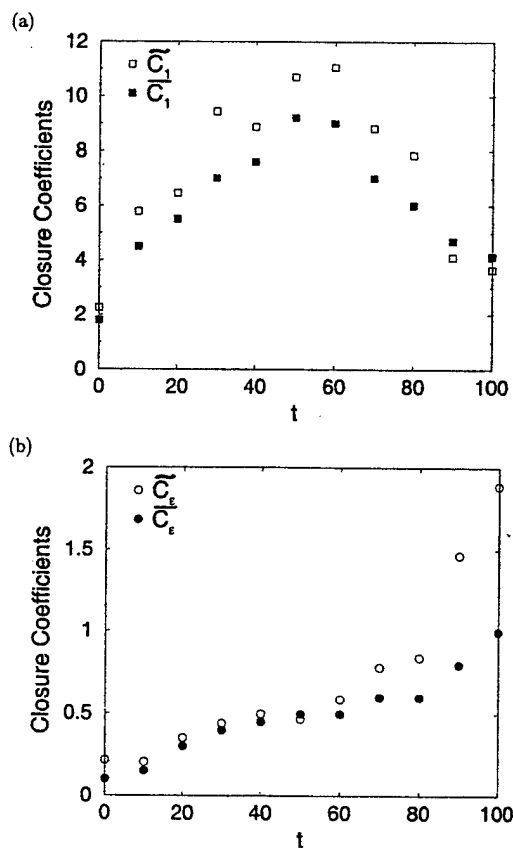 (a)
12
10
8
6
4
2
0
Closure Coefficients
□ C̃₁
■ C̄₁
0 20 40 60 80 100
t
(b)
2
1.5
1
0.5
0
Closure Coefficients
○ C̃ε
● C̄ε
0 20 40 60 80 100
t